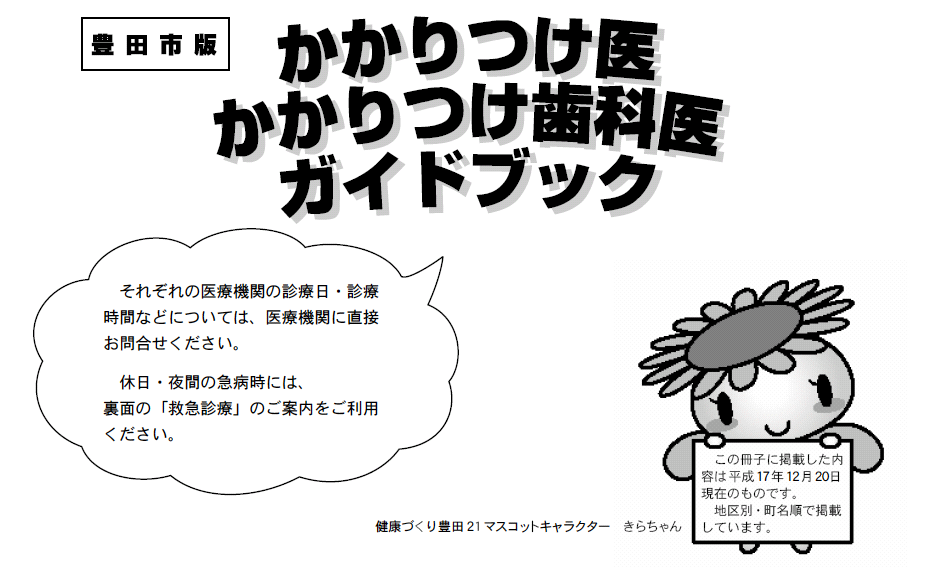 豊田市版
かかりつけ医
かかりつけ歯科医
ガイドブック
それぞれの医療機関の診療日・診療
時間などについては、医療機関に直接
お問合せください。
休日・夜間の急病時には、
裏面の「救急診療」のご案内をご利用
ください。
この冊子に掲載した内
容は平成17年12月20日
現在のものです。
地区別・町名順で掲載
しています。
健康づくり豊田21マスコットキャラクター　きらちゃん